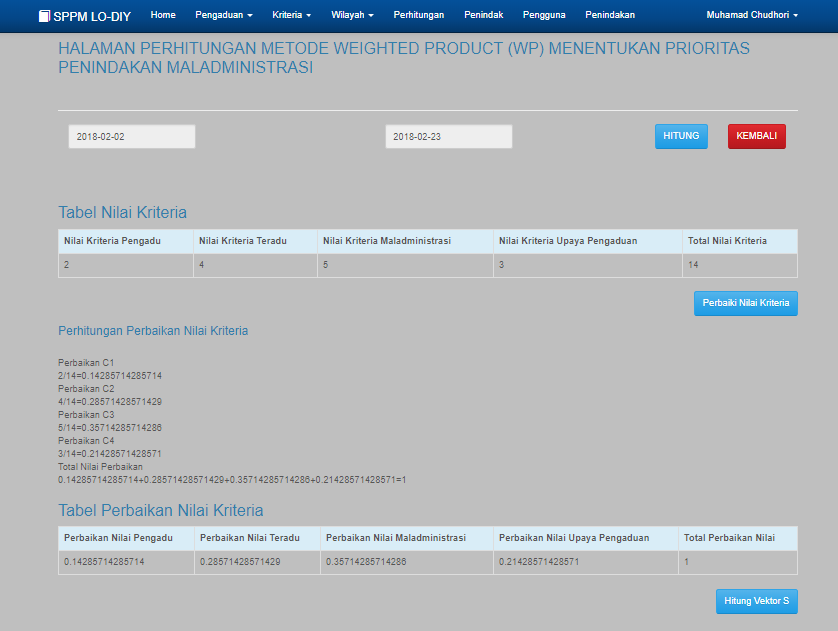 SPPM LO-DIY Home Pengaduan Kriteria Wilayah Perhitungan Penindak Pengguna Penindakan Muhamad Chudhori
HALAMAN PERHITUNGAN METODE WEIGHTED PRODUCT (WP) MENENTUKAN PRIORITAS
PENINDAKAN MALADMINISTRASI
2018-02-02 2018-02-23 HITUNG KEMBALI
Tabel Nilai Kriteria
Nilai Kriteria Pengadu Nilai Kriteria Teradu Nilai Kriteria Maladministrasi Nilai Kriteria Upaya Pengaduan Total Nilai Kriteria
2 4 5 3 14
Perbaiki Nilai Kriteria
Perhitungan Perbaikan Nilai Kriteria
Perbaikan C1
2/14=0.14285714285714
Perbaikan C2
4/14=0.28571428571429
Perbaikan C3
5/14=0.35714285714286
Perbaikan C4
3/14=0.21428571428571
Total Nilai Perbaikan
0.14285714285714+0.28571428571429+0.35714285714286+0.21428571428571=1
Tabel Perbaikan Nilai Kriteria
Perbaikan Nilai Pengadu Perbaikan Nilai Teradu Perbaikan Nilai Maladministrasi Perbaikan Nilai Upaya Pengaduan Total Perbaikan Nilai
0.14285714285714 0.28571428571429 0.35714285714286 0.21428571428571 1
Hitung Vektor S